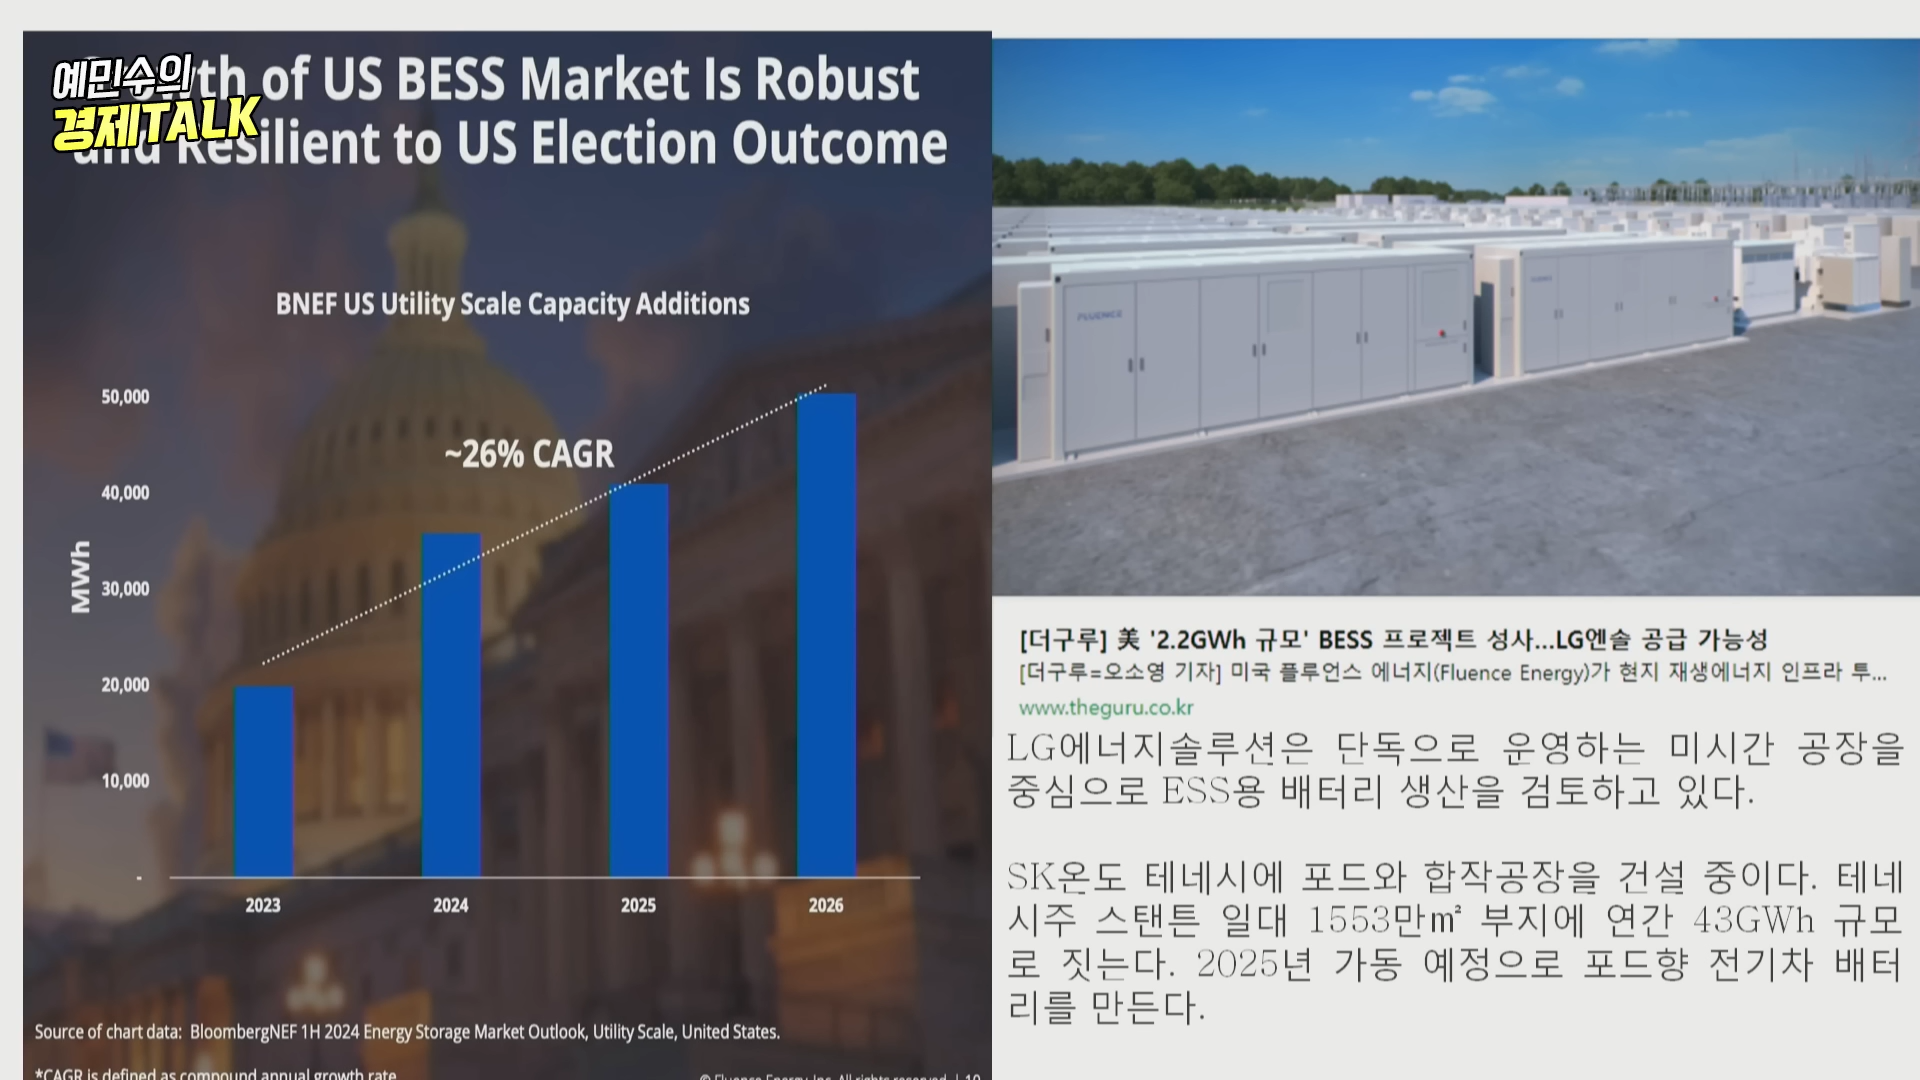 예민수의
경제TALK
of US BESS Market Is Robust
and Resilient to US Election Outcome
BNEF US Utility Scale Capacity Additions
50,000
~26% CAGR
40,000
MWh
30,000
20,000
10,000
-
2023 2024 2025 2026
Source of chart data: BloombergNEF 1H 2024 Energy Storage Market Outlook, Utility Scale, United States.
*CAGR is defined as compound annual growth rate
© Fluence Energy, Inc. All rights reserved. | 10
FLUENCE
[더구루] 美 '2.2GWh 규모' BESS 프로젝트 성사...LG엔솔 공급 가능성
[더구루=오소영 기자] 미국 플루언스 에너지(Fluence Energy)가 현지 재생에너지 인프라 투...
www.theguru.co.kr
LG에너지솔루션은 단독으로 운영하는 미시간 공장을
중심으로 ESS용 배터리 생산을 검토하고 있다.
SK온도 테네시에 포드와 합작공장을 건설 중이다. 테네
시주 스탠튼 일대 1553만㎡ 부지에 연간 43GWh 규모
로 짓는다. 2025년 가동 예정으로 포드향 전기차 배터
리를 만든다.